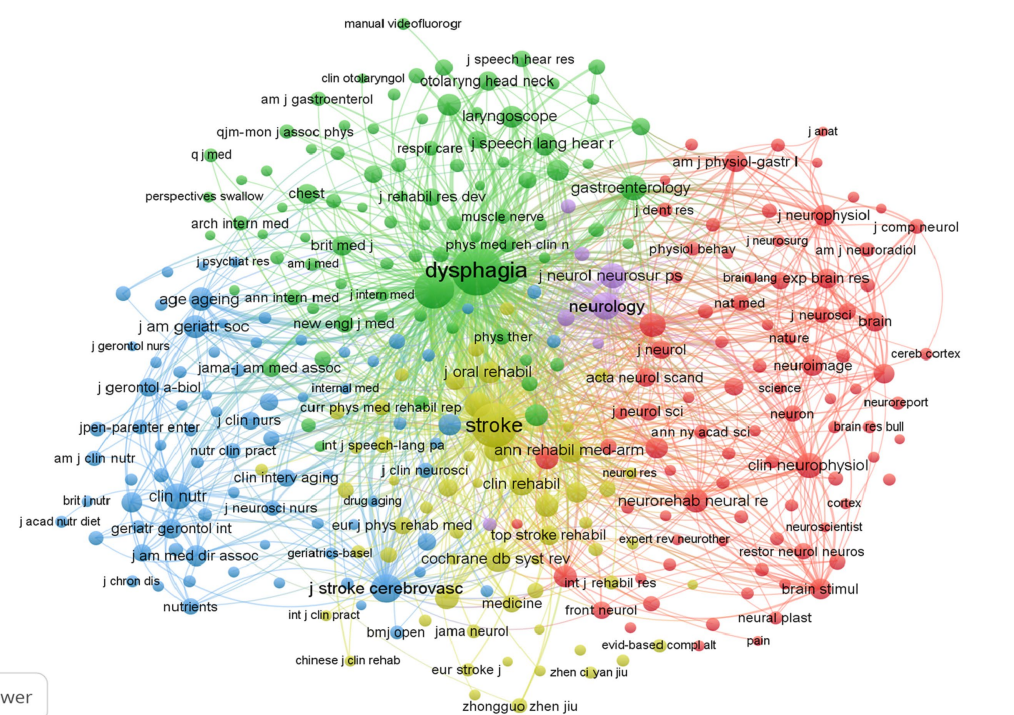 manual videofluorogr
j speech hear res
clin otolaryngol
otolaryng head neck
am j gastroenterol
laryngoscope
qjm-mon j assoc phys
j anat
respir care
j speech lang hear r
q j med
am j physiol-gastr l
perspectives swallow
chest
j rehabil res dev
gastroenterology
arch intern med
muscle nerve
j dent res
j neurophysiol
j comp neurol
brit med j
phys med reh clin n
physiol behav
j neurosurg
am j neuroradiol
j psychiat res
am j med
dysphagia
j neurol neurosur ps
brain lang
exp brain res
age ageing
ann intern med
j intern med
neurology
nat med
j neurosci
brain
j am geriatr soc
new engl j med
phys ther
nature
j gerontol nurs
j neurol
cereb cortex
jama-j am med assoc
j oral rehabil
acta neurol scand
neuroimage
j gerontol a-biol
internal med
science
neuroreport
curr phys med rehabil rep
j neurol sci
neuron
jpen-parenter enter
j clin nurs
stroke
ann ny acad sci
brain res bull
int j speech-lang pa
ann rehabil med-arm
am j clin nutr
nutr clin pract
j clin neurosci
neurol res
clin neurophysiol
clin interv aging
clin rehabil
brit j nutr
clin nutr
drug aging
neurorehab neural re
cortex
j acad nutr diet
j neurosci nurs
geriatr gerontol int
eur j phys rehab med
top stroke rehabil
expert rev neurother
neuroscientist
j am med dir assoc
geriatrics-basel
cochrane db syst rev
restor neurol neuros
j chron dis
j stroke cerebrovasc
int j rehabil res
brain stimul
nutrients
int j clin pract
medicine
front neurol
neural plast
bmj open
jama neurol
evid-based compl alt
pain
chinese j clin rehab
eur stroke j
zhen ci yan jiu
wer
zhongguo zhen jiu